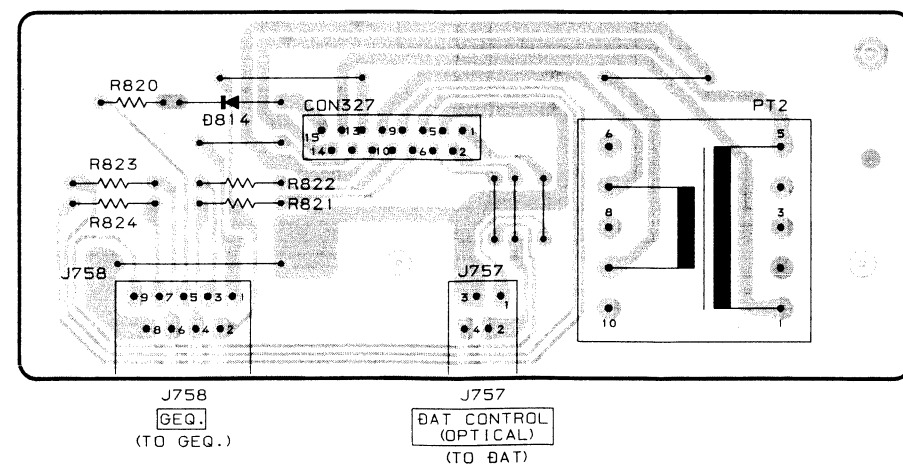 R820
D814
CON327
15 13 9 5 1
14 10 6 2
PT2
6 5
8 3
10 1
R823
R822
R824
R821
J758
9 7 5 3 1
8 6 4 2
J757
3 1
4 2
J758
GEQ.
(TO GEQ.)
J757
DAT CONTROL
(OPTICAL)
(TO DAT)